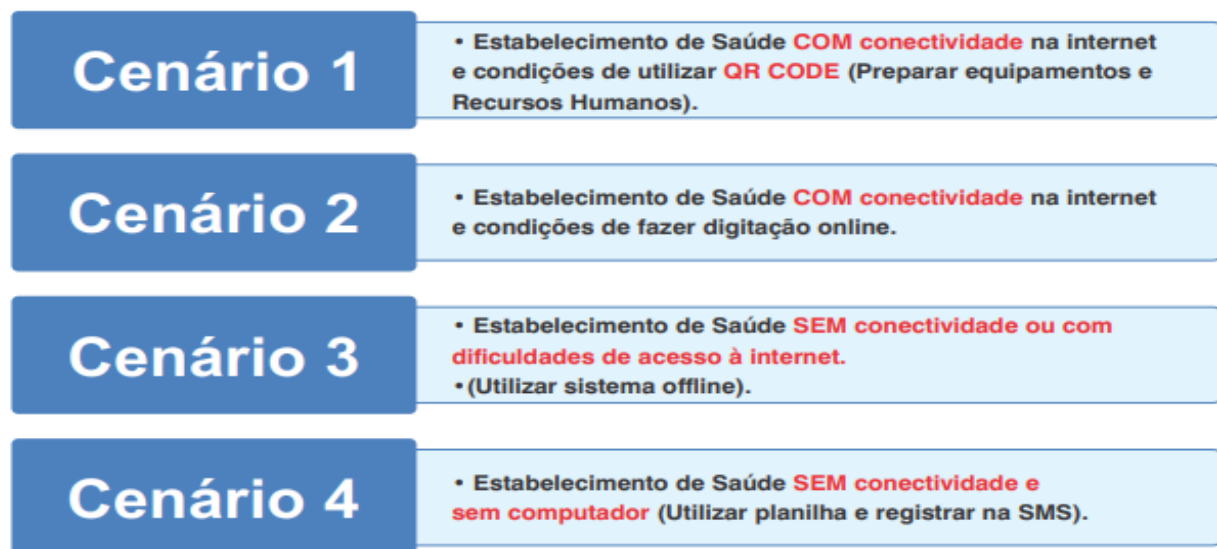 Cenário 1
• Estabelecimento de Saúde COM conectividade na internet
e condições de utilizar QR CODE (Preparar equipamentos e
Recursos Humanos).
Cenário 2
• Estabelecimento de Saúde COM conectividade na internet
e condições de fazer digitação online.
Cenário 3
• Estabelecimento de Saúde SEM conectividade ou com
dificuldades de acesso à internet.
•(Utilizar sistema offline).
Cenário 4
• Estabelecimento de Saúde SEM conectividade e
sem computador (Utilizar planilha e registrar na SMS).